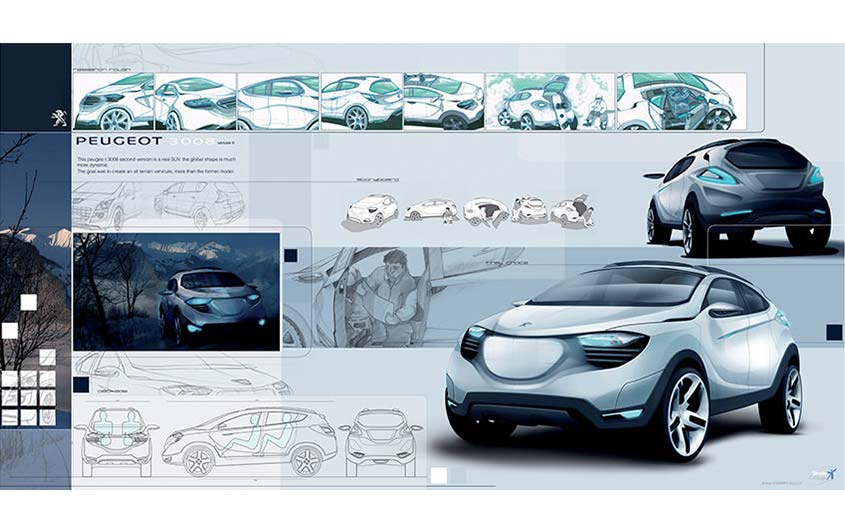 research rough
PEUGEOT 3008 version II
This peugeot 3008 second version is a real SUV. the global shape is much
more dynamic.
The goal was to create an all terrain vehicule, more than the former model.
storyboard
final choice
package